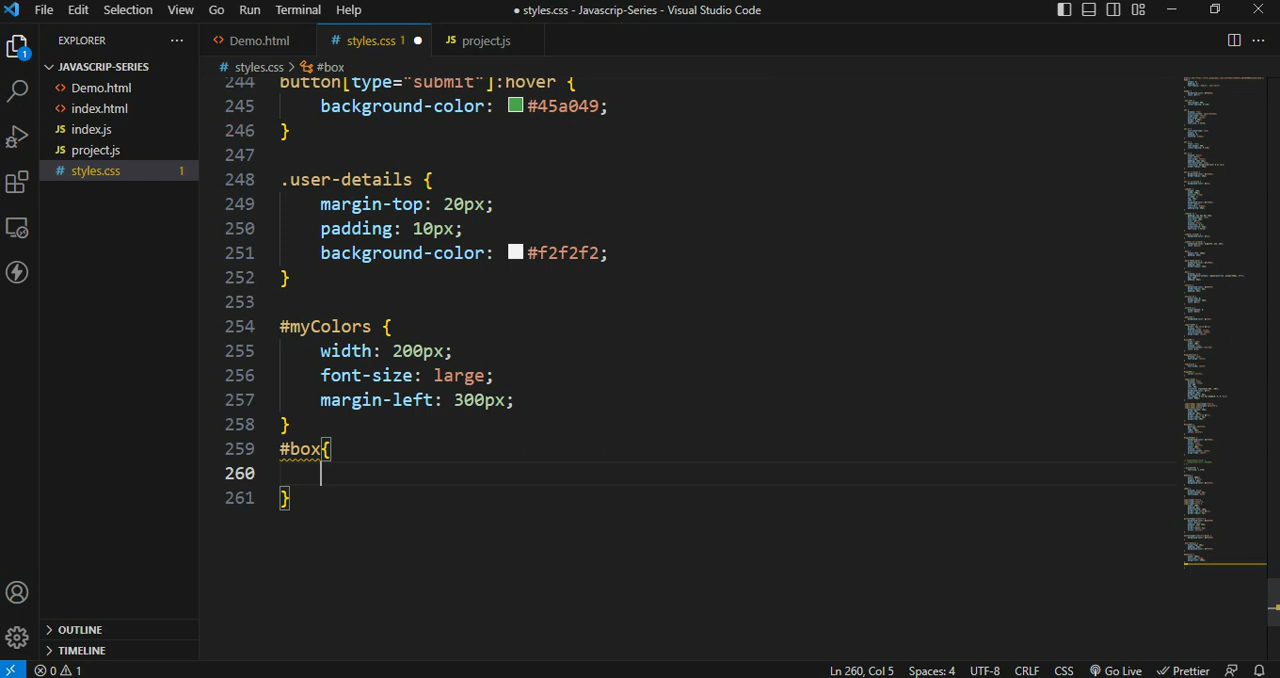 File Edit Selection View Go Run Terminal Help
● styles.css - Javascrip-Series - Visual Studio Code
EXPLORER ...
<> Demo.html
# styles.css 1 ●
JS project.js
1
JAVASCRIP-SERIES
# styles.css > #box
<> Demo.html
<> index.html
JS index.js
JS project.js
# styles.css 1
244 button[type="submit"]:hover {
245 background-color: #45a049;
246 }
247
248 .user-details {
249 margin-top: 20px;
250 padding: 10px;
251 background-color: #f2f2f2;
252 }
253
254 #myColors {
255 width: 200px;
256 font-size: large;
257 margin-left: 300px;
258 }
259 #box{
260
261 }
OUTLINE
TIMELINE
0 1
Ln 260, Col 5 Spaces: 4 UTF-8 CRLF CSS Go Live Prettier